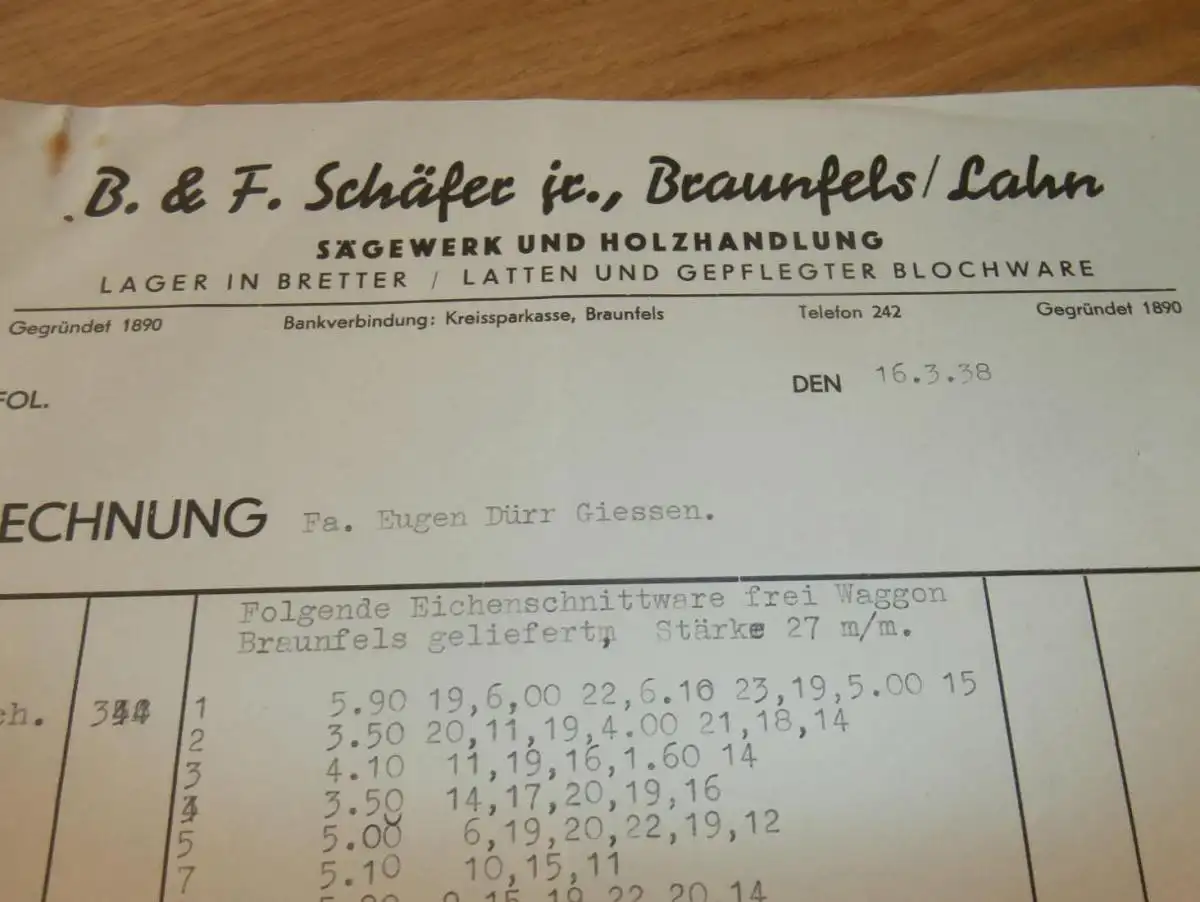 B. & F. Schäfer jr., Braunfels/Lahn
SÄGEWERK UND HOLZHANDLUNG
LAGER IN BRETTER / LATTEN UND GEPFLEGTER BLOCHWARE
Gegründet 1890 Bankverbindung: Kreissparkasse, Braunfels Telefon 242 Gegründet 1890
FOL. DEN 16.3.38
ECHNUNG Fa. Eugen Dürr Giessen.
Folgende Eichenschnittware frei Waggon
Braunfels geliefert, Stärke 27 m/m.
ch. 1 5.90 19,6,00 22,6.10 23,19,5.00 15
2 3.50 20,11,19,4.00 21,18,14
3 4.10 11,19,16,1.60 14
4 3.50 14,17,20,19,16
5 5.00 6,19,20,22,19,12
7 5.10 10,15,11